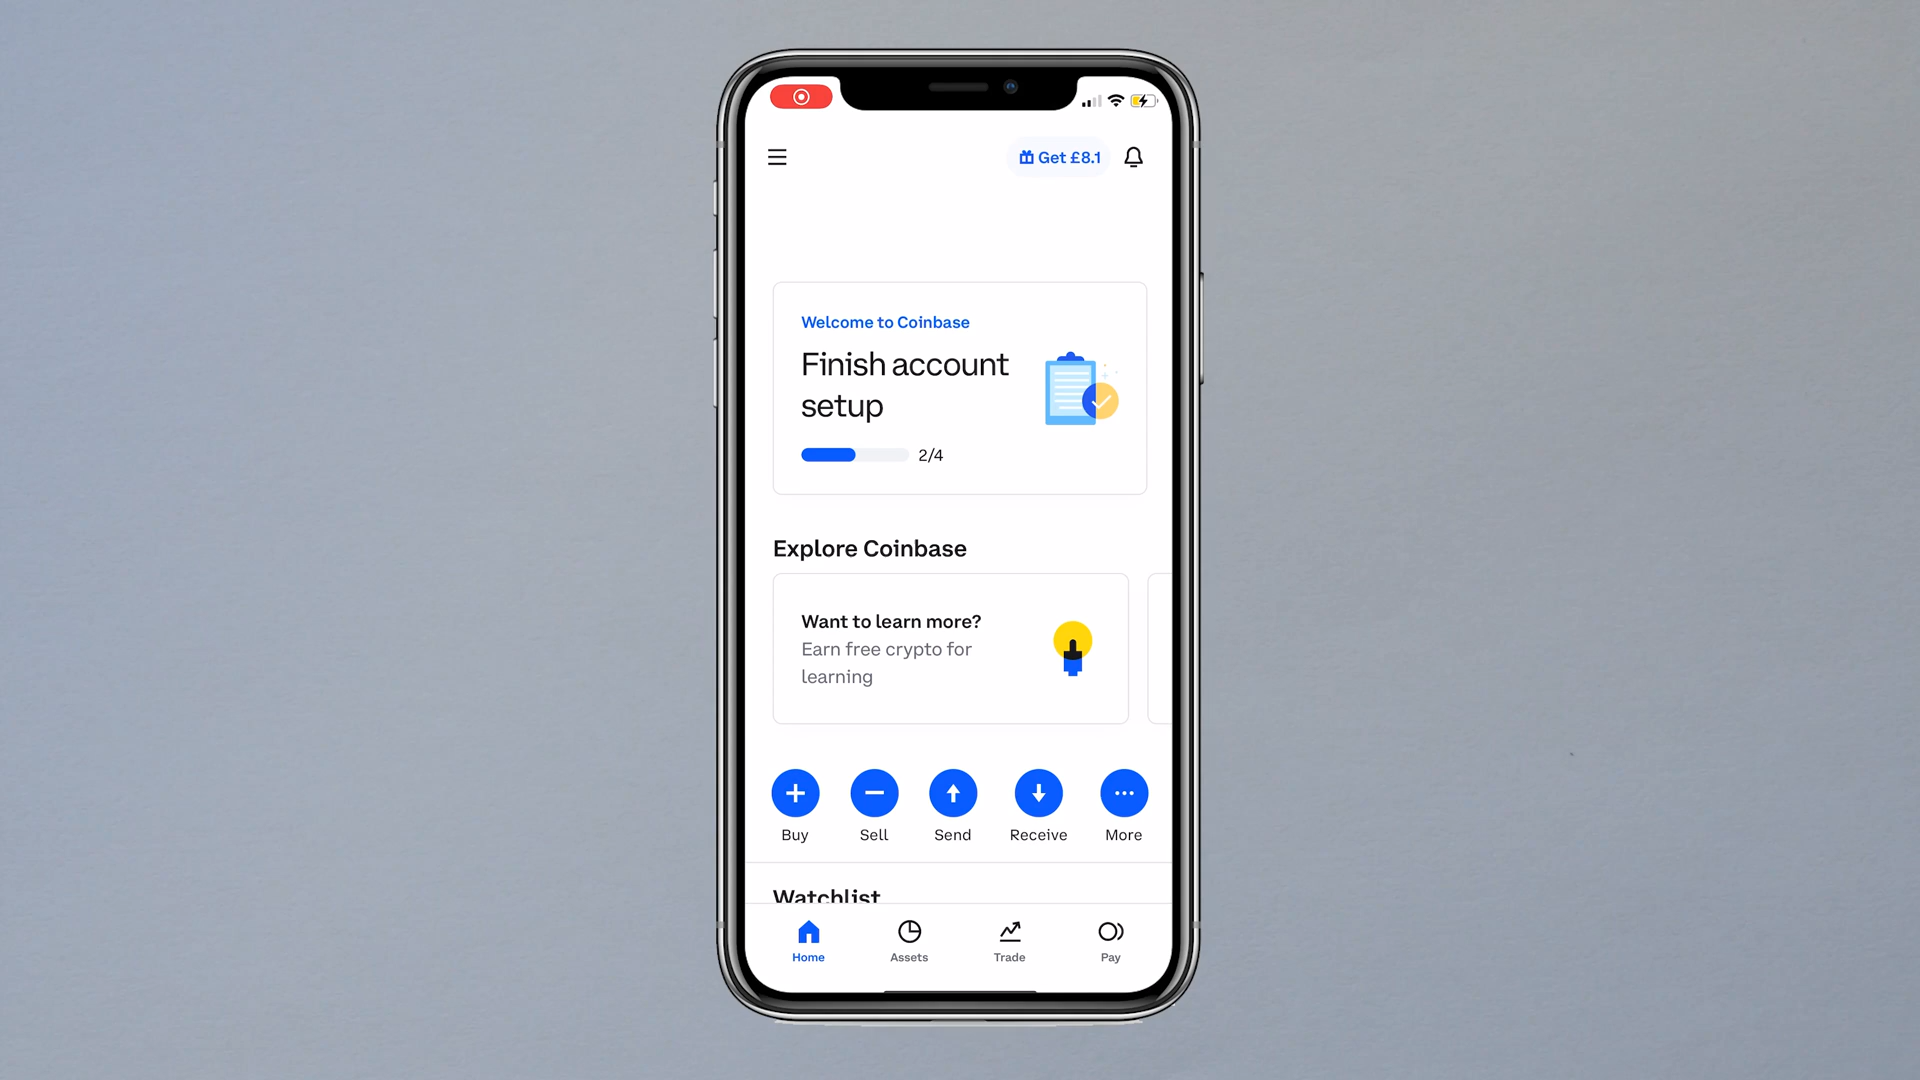 Get £8.1
Welcome to Coinbase
Finish account
setup
2/4
Explore Coinbase
Want to learn more?
Earn free crypto for
learning
Buy
Sell
Send
Receive
More
Watchlist
Home
Assets
Trade
Pay